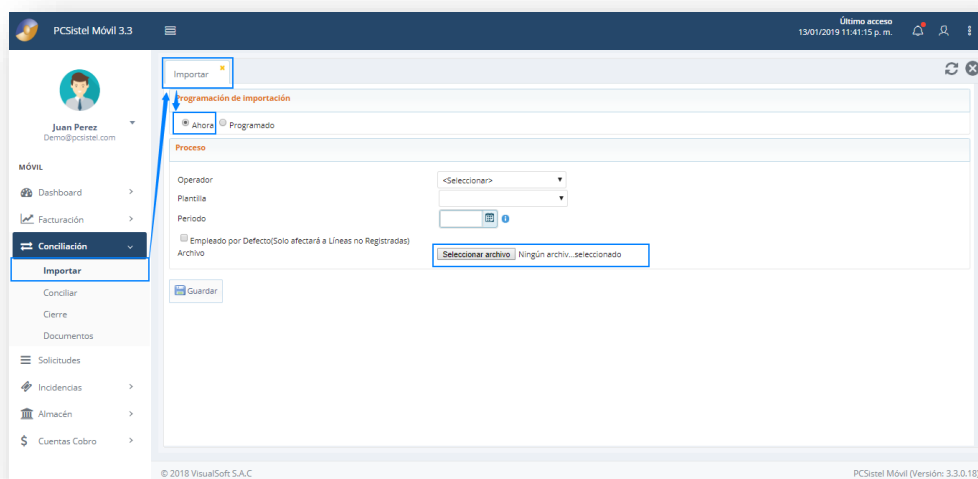 PCSistel Móvil 3.3
Último acceso
13/01/2019 11:41:15 p. m.
Juan Perez
Demo@pcsistel.com
MÓVIL
Dashboard
Facturación
Conciliación
Importar
Conciliar
Cierre
Documentos
Solicitudes
Incidencias
Almacén
Cuentas Cobro
Importar
Programación de Importación
Ahora Programado
Proceso
Operador <Seleccionar>
Plantilla
Periodo
Empleado por Defecto(Solo afectará a Líneas no Registradas)
Archivo Seleccionar archivo Ningún archiv...seleccionado
Guardar
© 2018 VisualSoft S.A.C
PCSistel Móvil (Versión: 3.3.0.18)